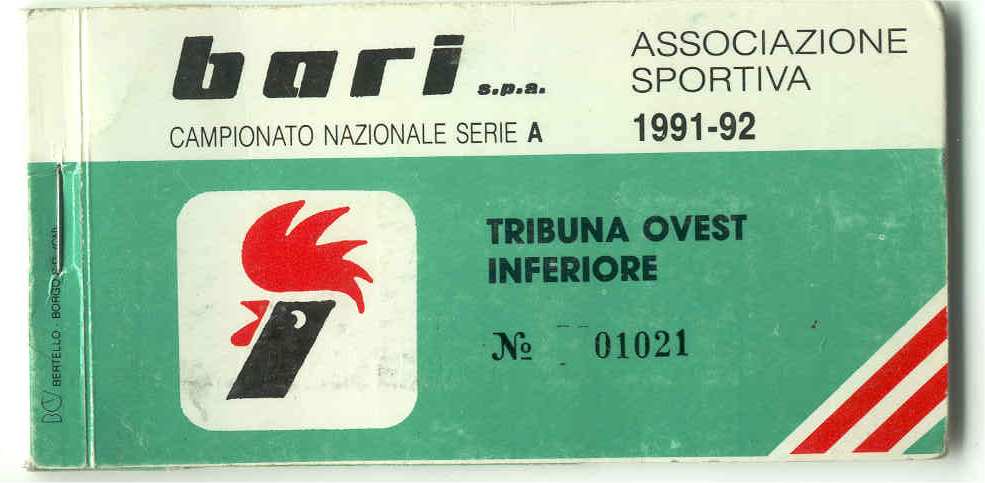 bari s.p.a.
CAMPIONATO NAZIONALE SERIE A
ASSOCIAZIONE
SPORTIVA
1991-92
TRIBUNA OVEST
INFERIORE
№ 01021
BERTELLO - BORGO